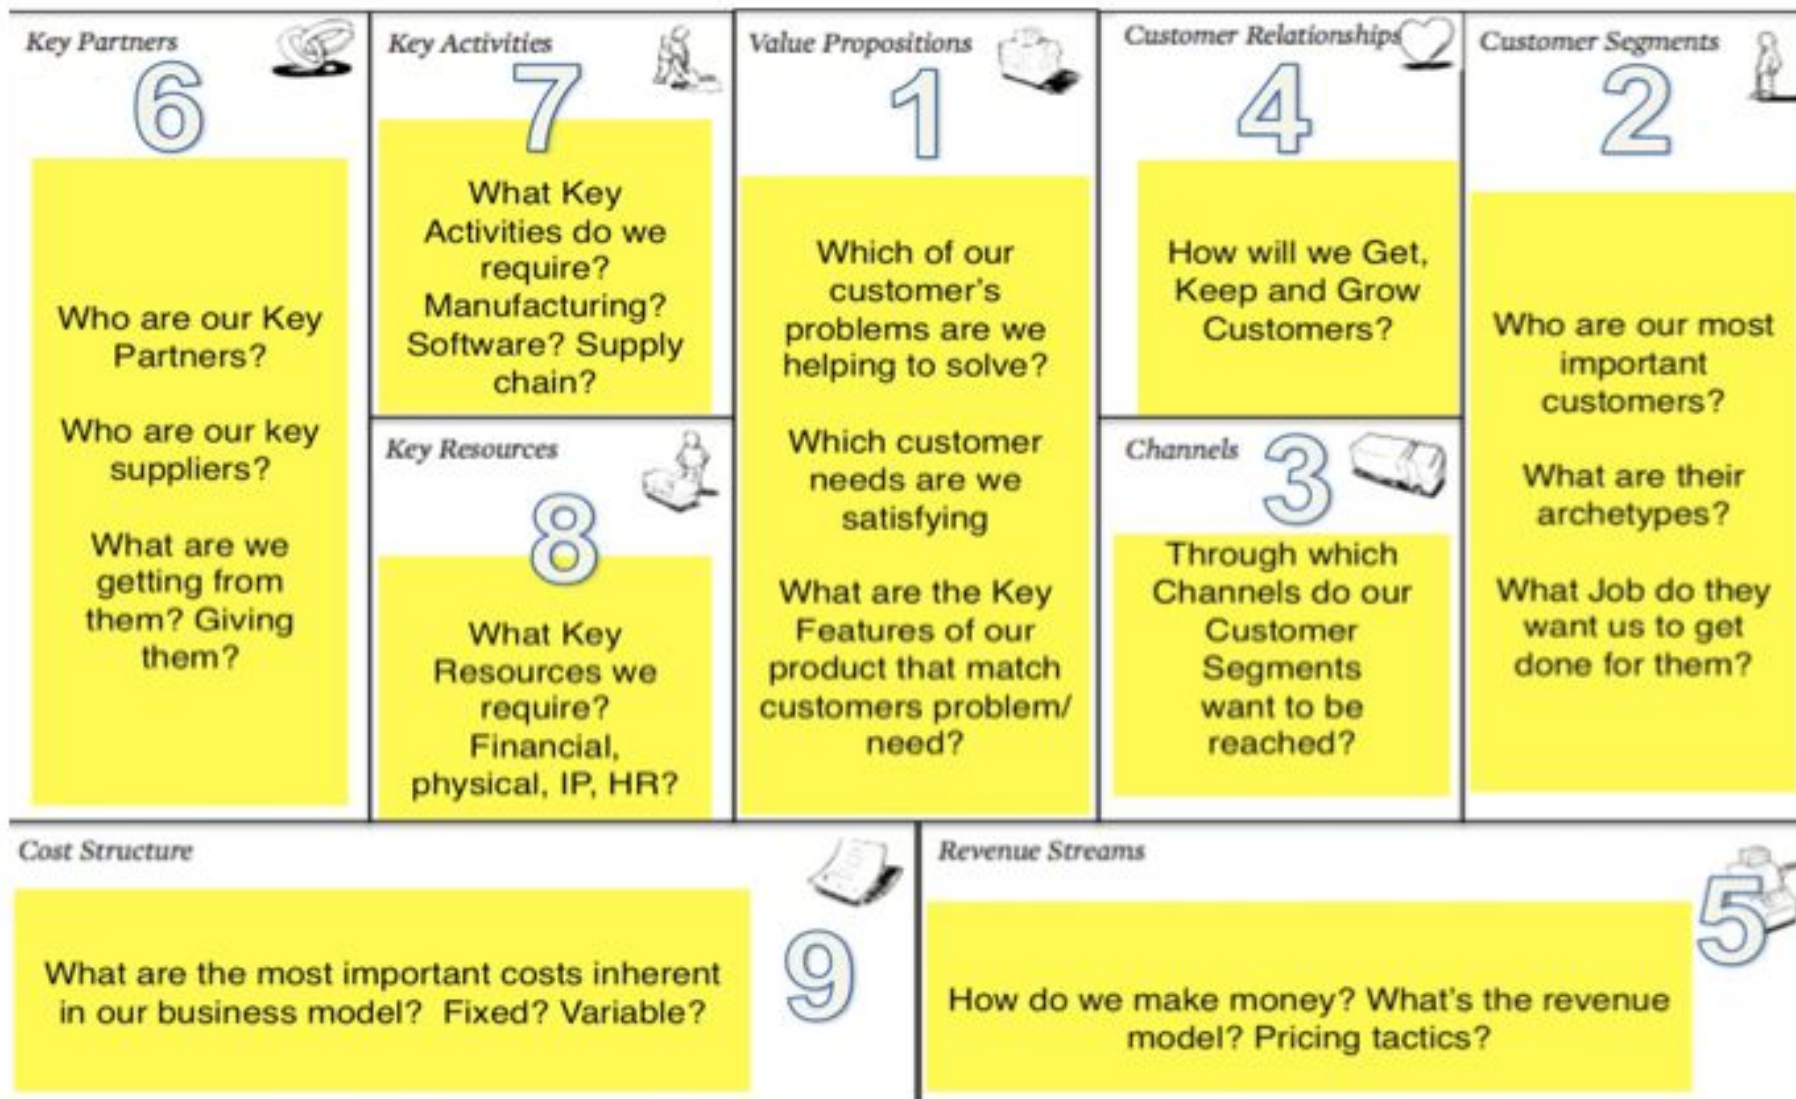 Key Partners
6
Who are our Key
Partners?
Who are our key
suppliers?
What are we
getting from
them? Giving
them?
Key Activities
7
What Key
Activities do we
require?
Manufacturing?
Software? Supply
chain?
Key Resources
8
What Key
Resources we
require?
Financial,
physical, IP, HR?
Value Propositions
1
Which of our
customer's
problems are we
helping to solve?
Which customer
needs are we
satisfying
What are the Key
Features of our
product that match
customers problem/
need?
Customer Relationships
4
How will we Get,
Keep and Grow
Customers?
Channels
3
Through which
Channels do our
Customer
Segments
want to be
reached?
Customer Segments
2
Who are our most
important
customers?
What are their
archetypes?
What Job do they
want us to get
done for them?
Cost Structure
9
What are the most important costs inherent
in our business model?  Fixed? Variable?
Revenue Streams
5
How do we make money? What's the revenue
model? Pricing tactics?